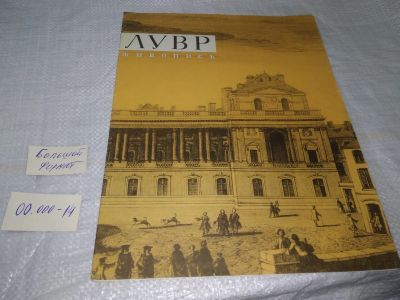 ЛУВР
живопись
Большой
формат
00.000-14